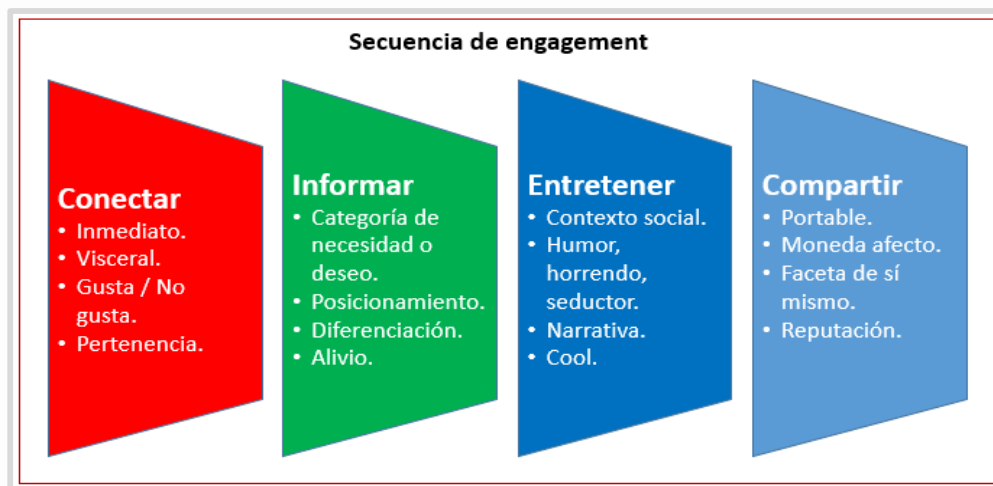 Secuencia de engagement
Conectar
• Inmediato.
• Visceral.
• Gusta / No
gusta.
• Pertenencia.
Informar
• Categoría de
necesidad o
deseo.
• Posicionamiento.
• Diferenciación.
• Alivio.
Entretener
• Contexto social.
• Humor,
horrendo,
seductor.
• Narrativa.
• Cool.
Compartir
• Portable.
• Moneda afecto.
• Faceta de sí
mismo.
• Reputación.